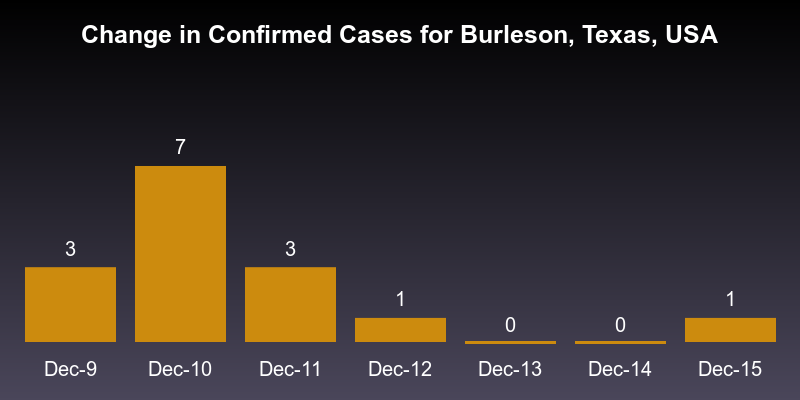 Change in Confirmed Cases for Burleson, Texas, USA
7
3 3
1 0 0 1
Dec-9 Dec-10 Dec-11 Dec-12 Dec-13 Dec-14 Dec-15